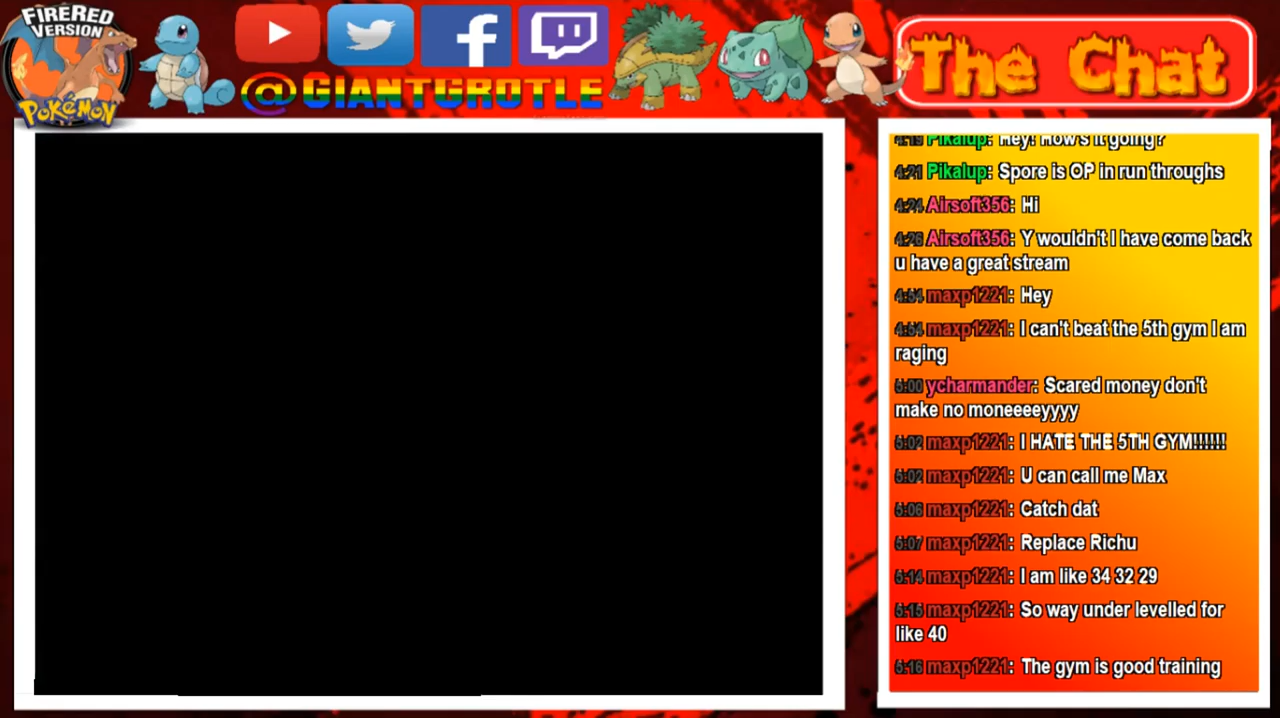 FIRERED
VERSION
POKéMON
@GIANTGROTLE
The Chat
4:19 Pikalup: Hey! How's it going?
4:21 Pikalup: Spore is OP in run throughs
4:24 Airsoft356: Hi
4:26 Airsoft356: Y wouldn't I have come back
u have a great stream
4:54 maxp1221: Hey
4:54 maxp1221: I can't beat the 5th gym I am
raging
5:00 ycharmander: Scared money don't
make no moneeeeyyyy
5:02 maxp1221: I HATE THE 5TH GYM!!!!!!
5:02 maxp1221: U can call me Max
5:06 maxp1221: Catch dat
5:07 maxp1221: Replace Richu
5:14 maxp1221: I am like 34 32 29
5:15 maxp1221: So way under levelled for
like 40
5:16 maxp1221: The gym is good training